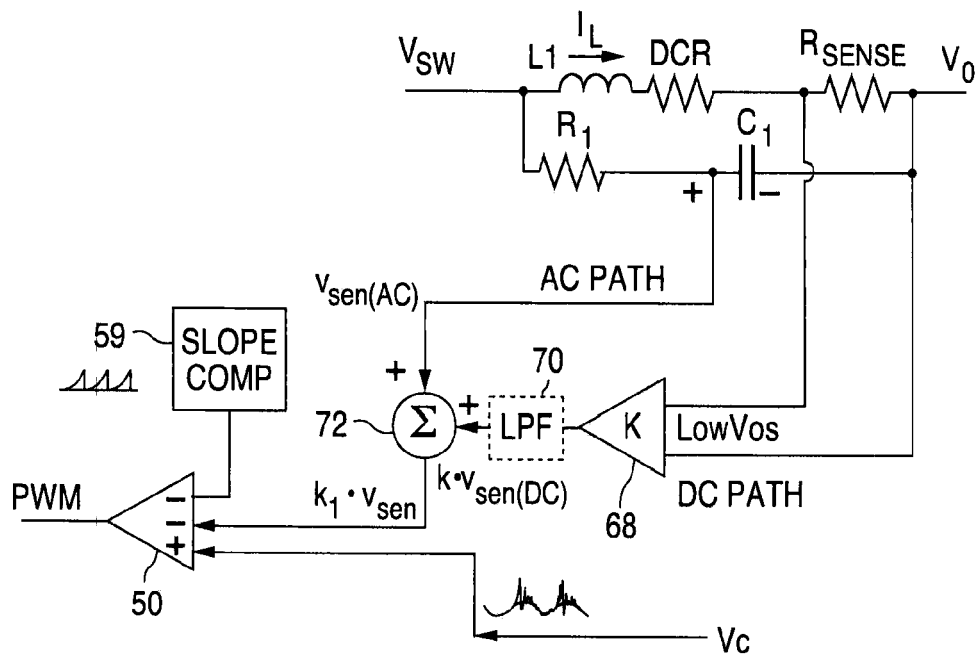 V_SW
L1
I_L
DCR
R_SENSE
V_0
R_1
C_1
+
−
AC PATH
v_sen(AC)
59
SLOPE
COMP
+
70
72
Σ
+
LPF
K
LowVos
k•v_sen(DC)
68
DC PATH
PWM
k_1 • v_sen
−
−
+
50
Vc